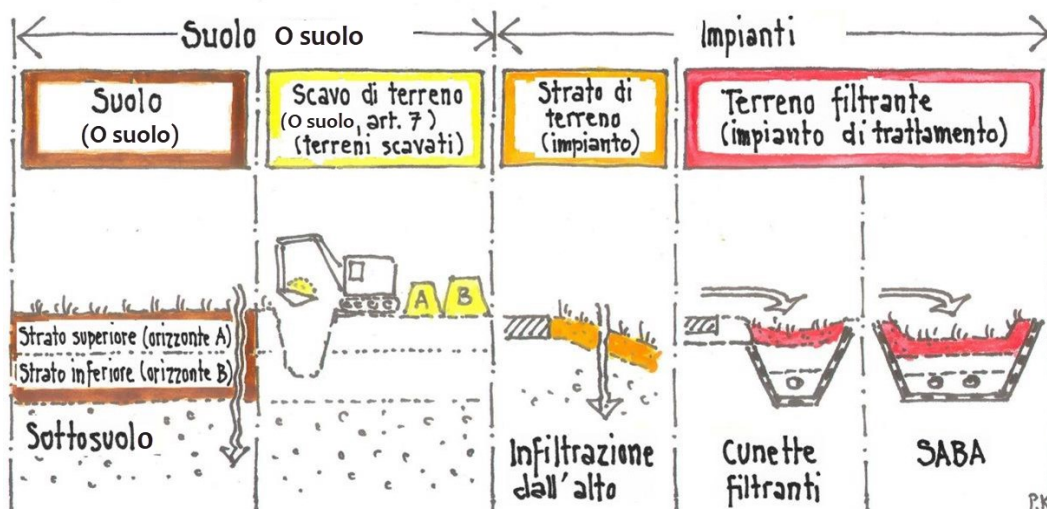 Suolo O suolo
Impianti
Suolo
(O suolo)
Scavo di terreno
(O suolo, art. 7)
(terreni scavati)
Strato di
terreno
(impianto)
Terreno filtrante
(impianto di trattamento)
A B
Strato superiore (orizzonte A)
Strato inferiore (orizzonte B)
Sottosuolo
Infiltrazione
dall'alto
Cunette
filtranti
SABA
P.K